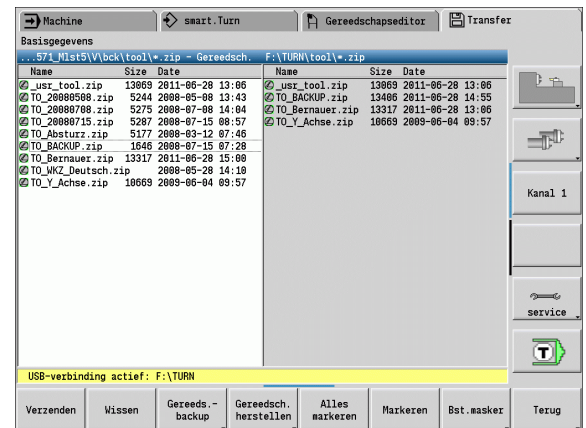 Machine smart.Turn Gereedschapseditor Transfer
Basisgegevens
...571_Mlst5\V\bck\tool\*.zip - Gereedsch. F:\TURN\tool\*.zip
Name Size Date Name Size Date
_usr_tool.zip 13069 2011-06-28 13:06 _usr_tool.zip 13069 2011-06-28 13:06
TO_20080508.zip 5244 2008-05-08 13:43 TO_BACKUP.zip 13406 2011-06-28 14:55
TO_20080708.zip 5275 2008-07-08 14:04 TO_Bernauer.zip 13317 2011-06-28 13:06
TO_20080715.zip 5287 2008-07-15 08:57 TO_Y_Achse.zip 10669 2009-06-04 09:57
TO_Absturz.zip 5177 2008-03-12 07:46
TO_BACKUP.zip 1646 2008-07-15 07:28
TO_Bernauer.zip 13317 2011-06-28 15:00
TO_WKZ_Deutsch.zip 2008-05-28 14:10
TO_Y_Achse.zip 10669 2009-06-04 09:57
Kanal 1
service
T
USB-verbinding actief: F:\TURN
Verzenden Wissen Gereeds.- Gereedsch. Alles Markeren Bst.masker Terug
backup herstellen markeren